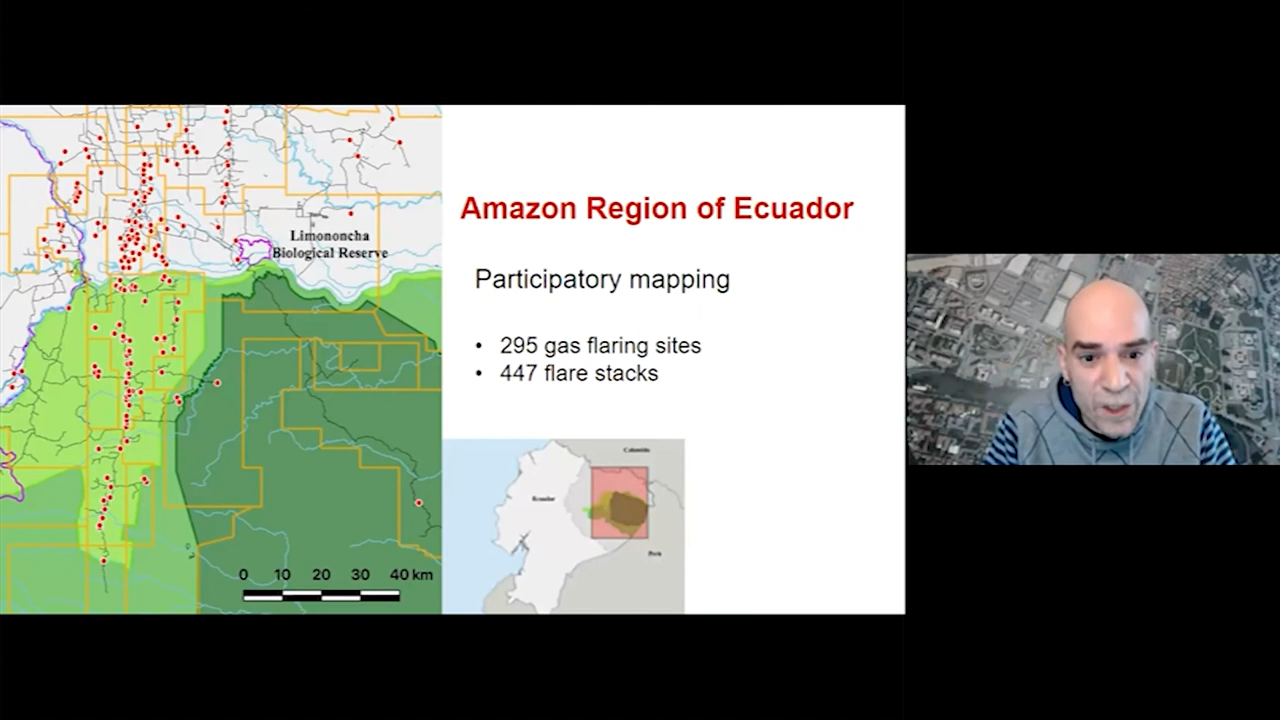 Limononcha
Biological Reserve
0 10 20 30 40 km
Amazon Region of Ecuador
Participatory mapping
• 295 gas flaring sites
• 447 flare stacks
Colombia
Ecuador
Peru